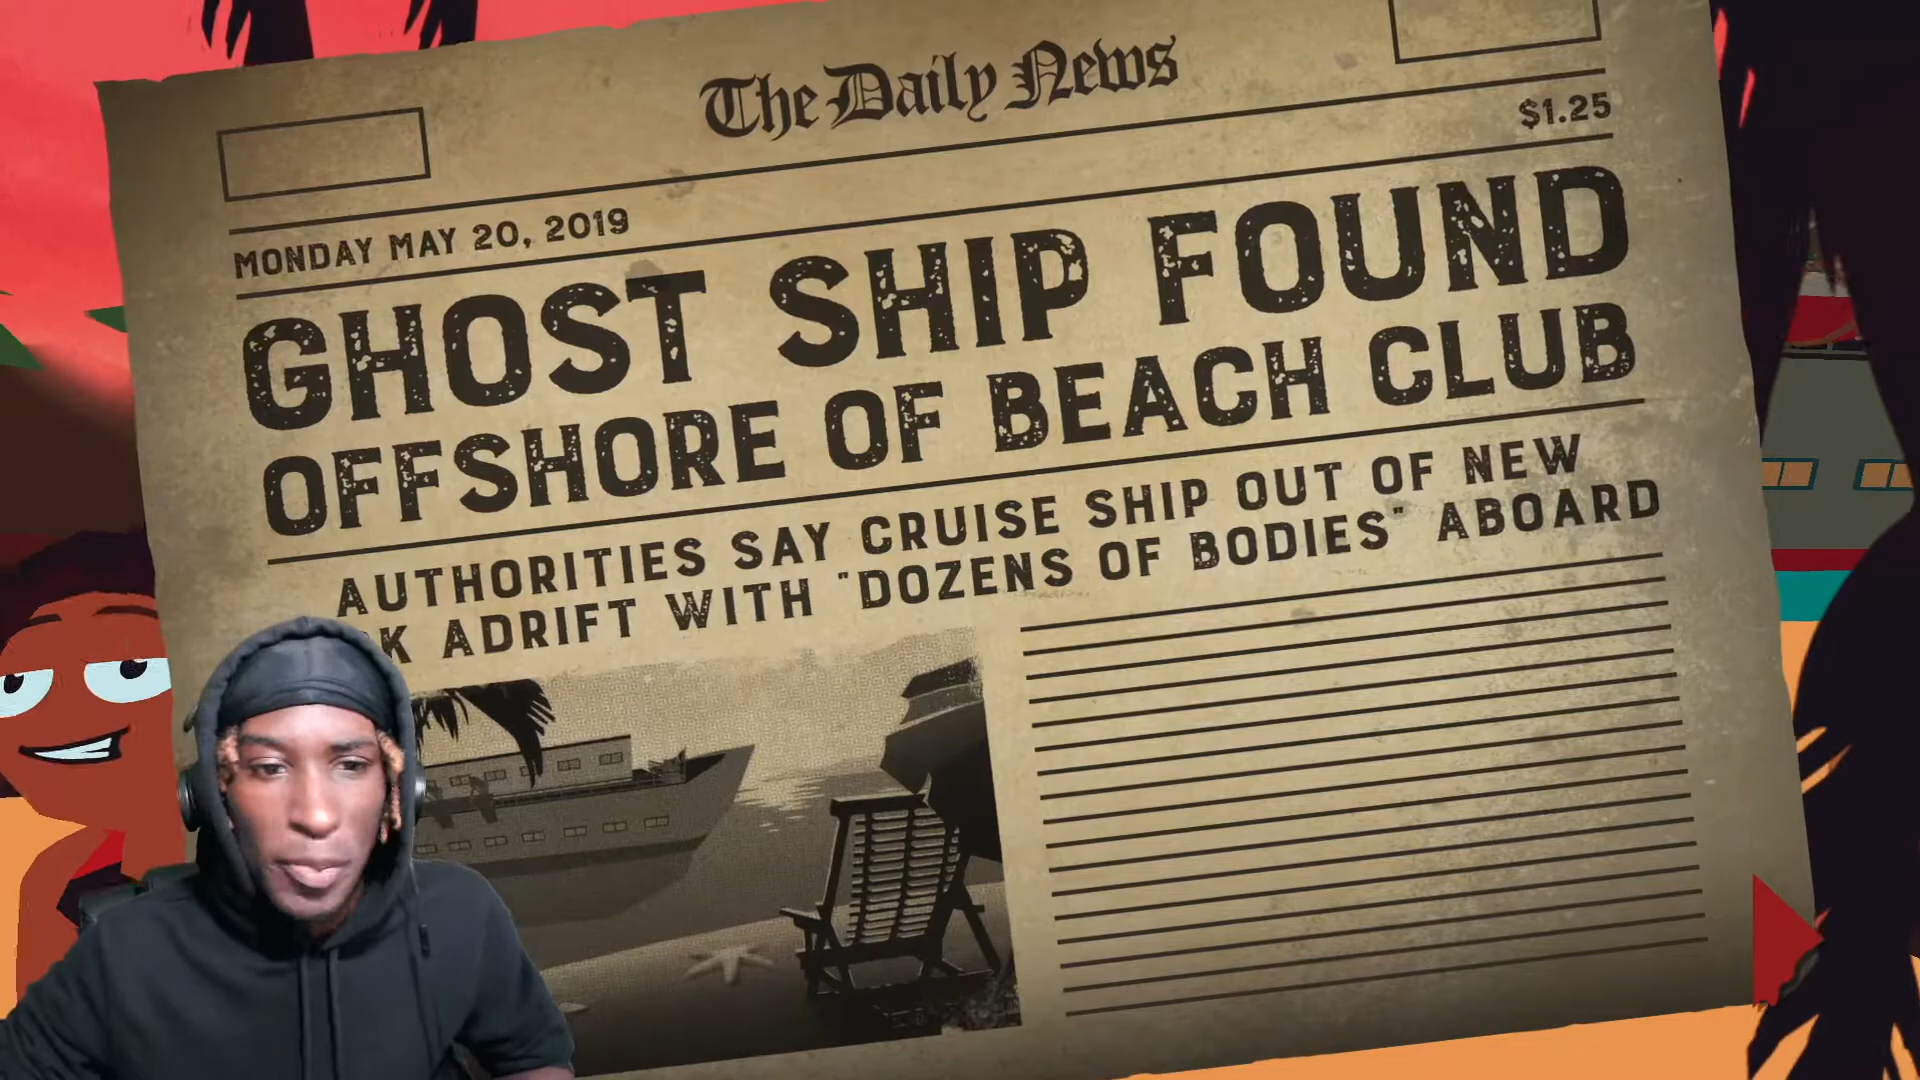 The Daily News
$1.25
MONDAY MAY 20, 2019
GHOST SHIP FOUND
OFFSHORE OF BEACH CLUB
AUTHORITIES SAY CRUISE SHIP OUT OF NEW
ADRIFT WITH "DOZENS OF BODIES" ABOARD